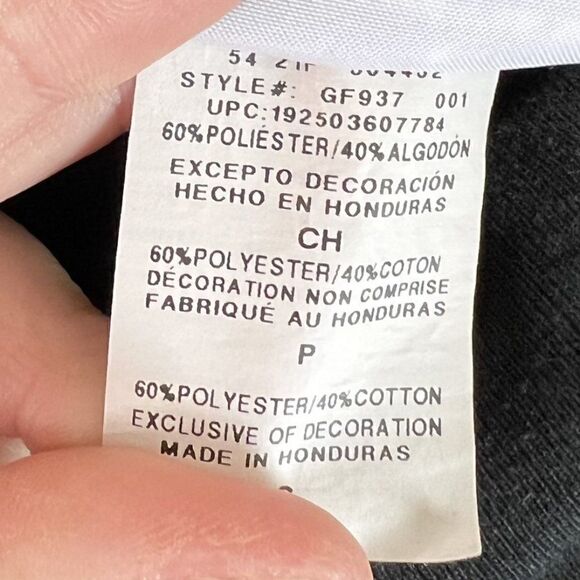 STYLE#: GF937 001
UPC:192503607784
60%POLIÉSTER/40%ALGODÓN
EXCEPTO DECORACIÓN
HECHO EN HONDURAS
CH
60%POLYESTER/40%COTON
DÉCORATION NON COMPRISE
FABRIQUÉ AU HONDURAS
P
60%POLYESTER/40%COTTON
EXCLUSIVE OF DECORATION
MADE IN HONDURAS